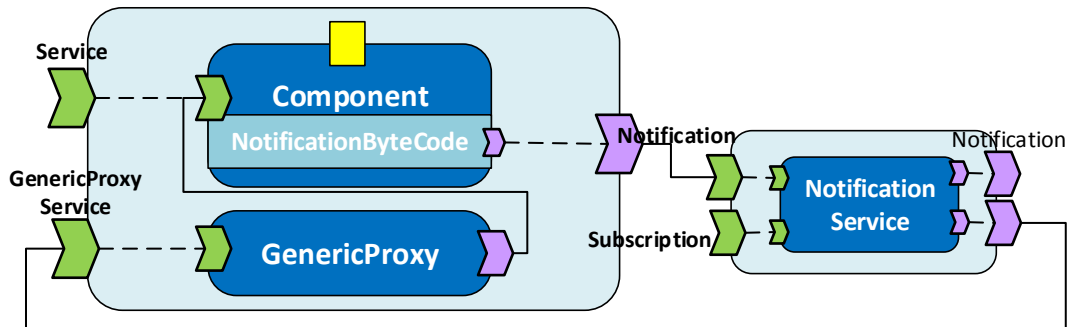 Service
Component
NotificationByteCode
GenericProxy
Service
GenericProxy
Notification
Subscription
Notification
Service
Notification